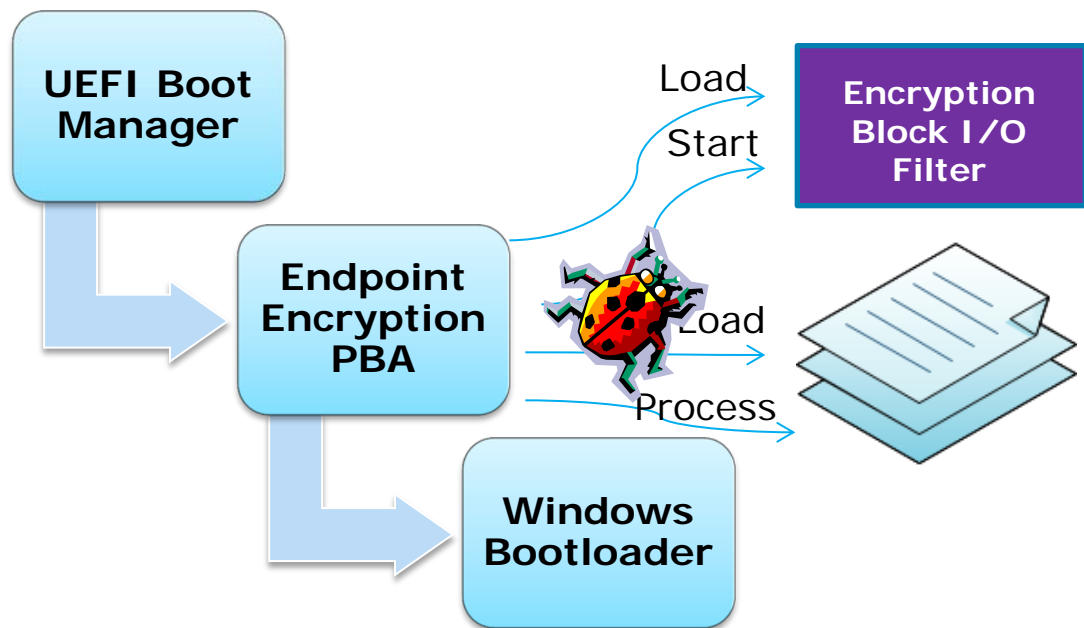 UEFI Boot
Manager
Load
Start
Encryption
Block I/O
Filter
Endpoint
Encryption
PBA
Load
Process
Windows
Bootloader